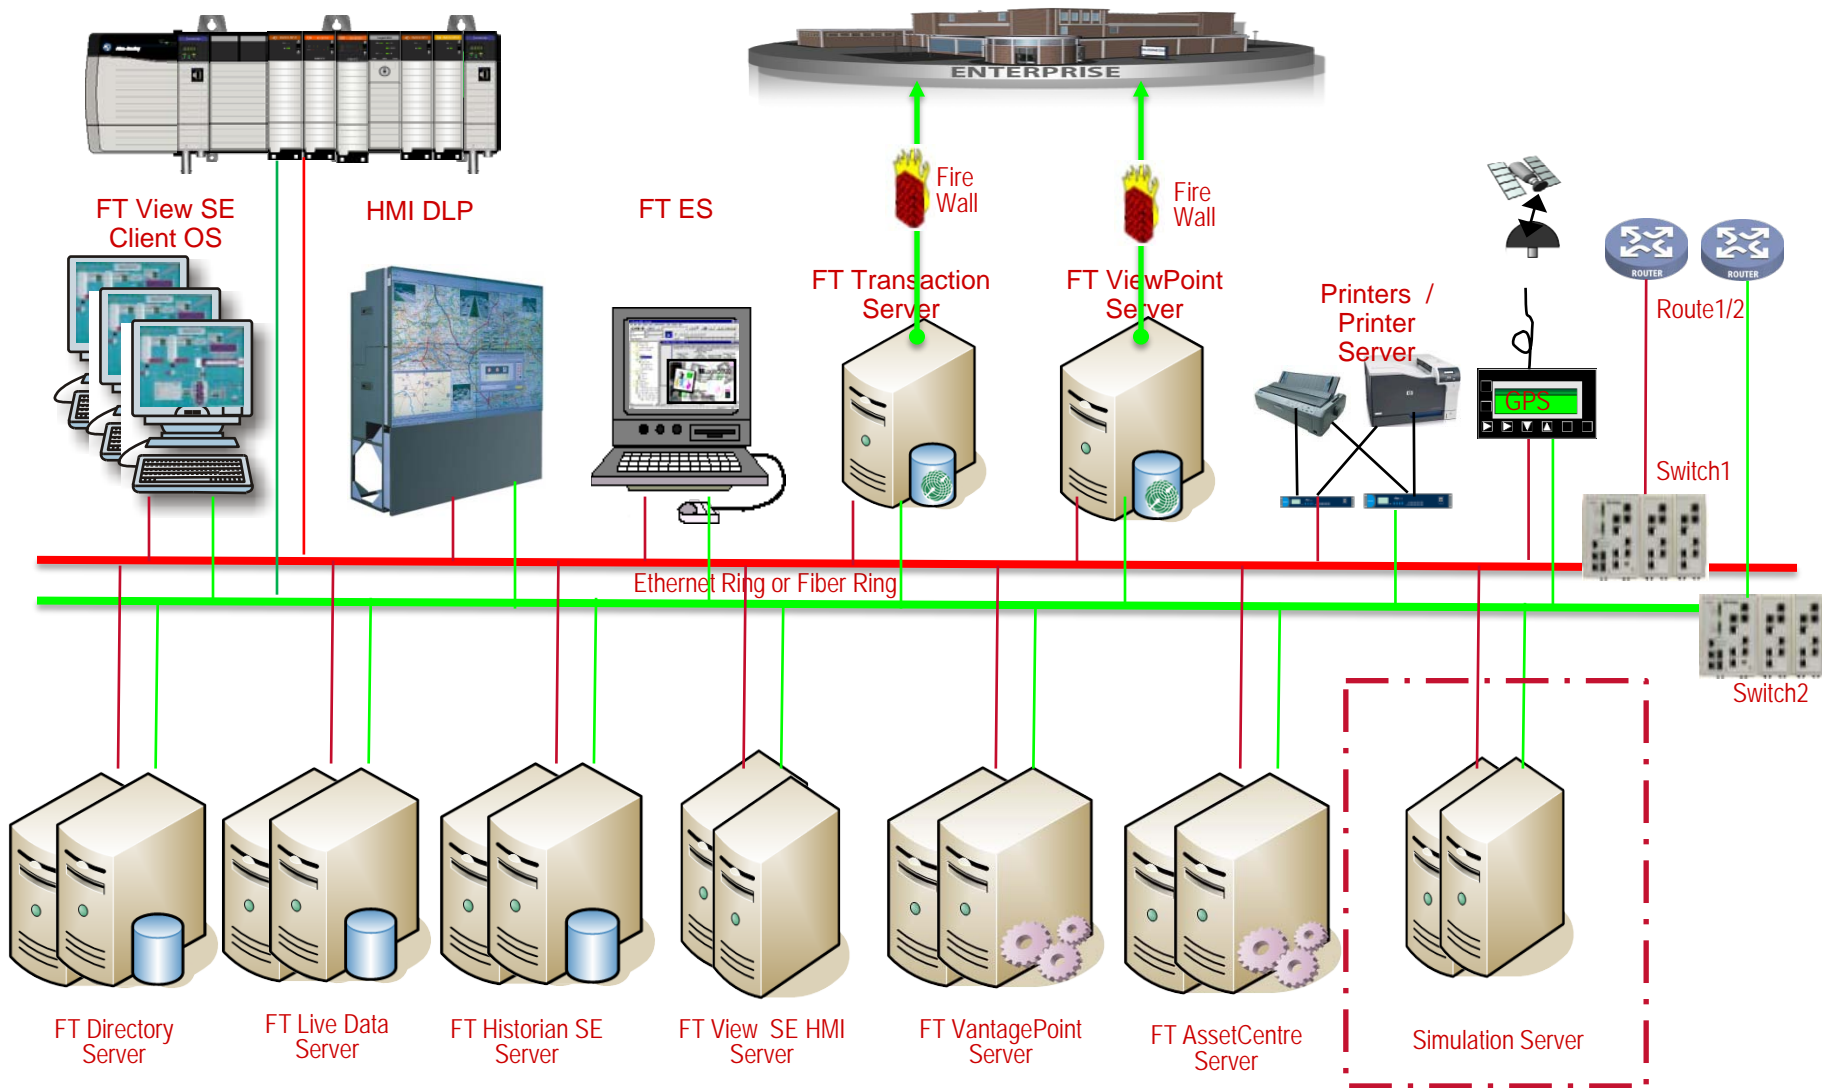 ENTERPRISE
Fire
Wall
Fire
Wall
FT View SE
Client OS
HMI DLP
FT ES
FT Transaction
Server
FT ViewPoint
Server
Printers /
Printer
Server
ROUTER
ROUTER
Route1/2
GPS
Switch1
Ethernet Ring or Fiber Ring
Switch2
FT Directory
Server
FT Live Data
Server
FT Historian SE
Server
FT View SE HMI
Server
FT VantagePoint
Server
FT AssetCentre
Server
Simulation Server